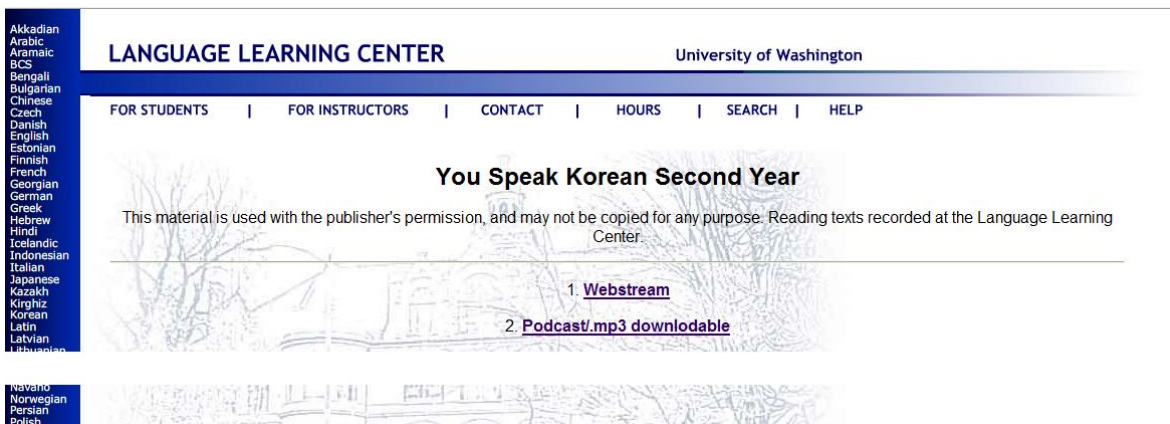 Akkadian
Arabic
Aramaic
BCS
Bengali
Bulgarian
Chinese
Czech
Danish
English
Estonian
Finnish
French
Georgian
German
Greek
Hebrew
Hindi
Icelandic
Indonesian
Italian
Japanese
Kazakh
Kirghiz
Korean
Latin
Latvian
Lithuanian
LANGUAGE LEARNING CENTER University of Washington
FOR STUDENTS | FOR INSTRUCTORS | CONTACT | HOURS | SEARCH | HELP
You Speak Korean Second Year
This material is used with the publisher's permission, and may not be copied for any purpose. Reading texts recorded at the Language Learning
Center.
1. Webstream
2. Podcast/.mp3 downlodable
Navaho
Norwegian
Persian
Polish